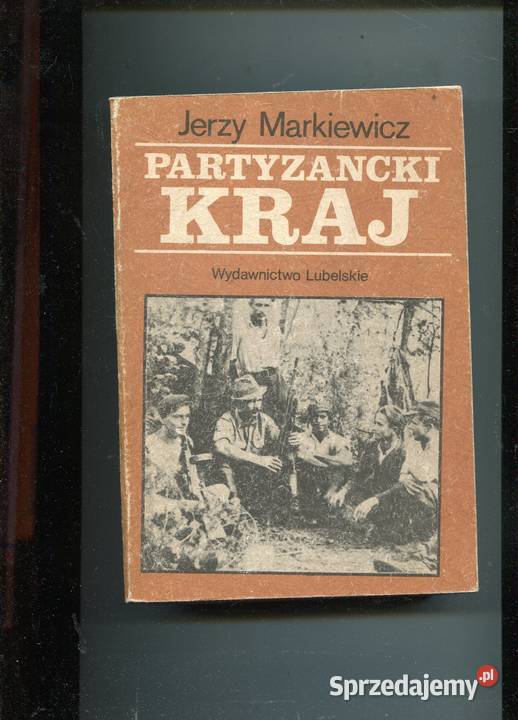 Jerzy Markiewicz
PARTYZANCKI
KRAJ
Wydawnictwo Lubelskie
Sprzedajemy.pl